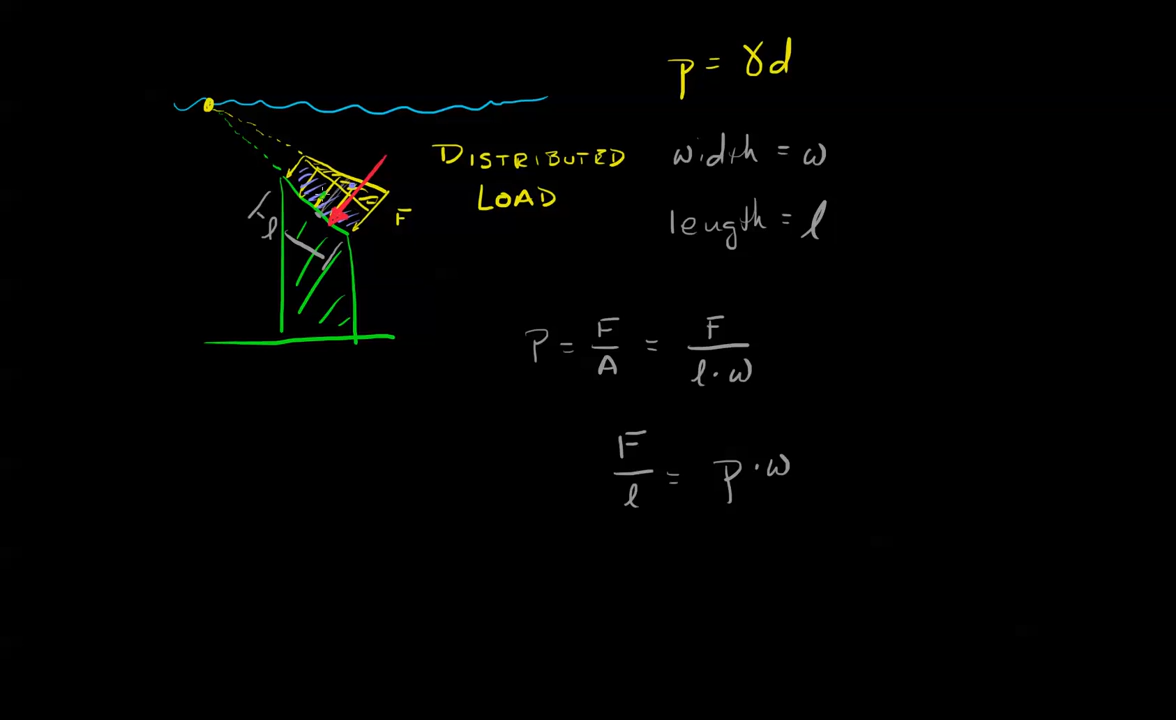 p = γd
DISTRIBUTED
LOAD
width = w
length = l
F
l
P = F/A = F/(l · w)
F/l = p · w